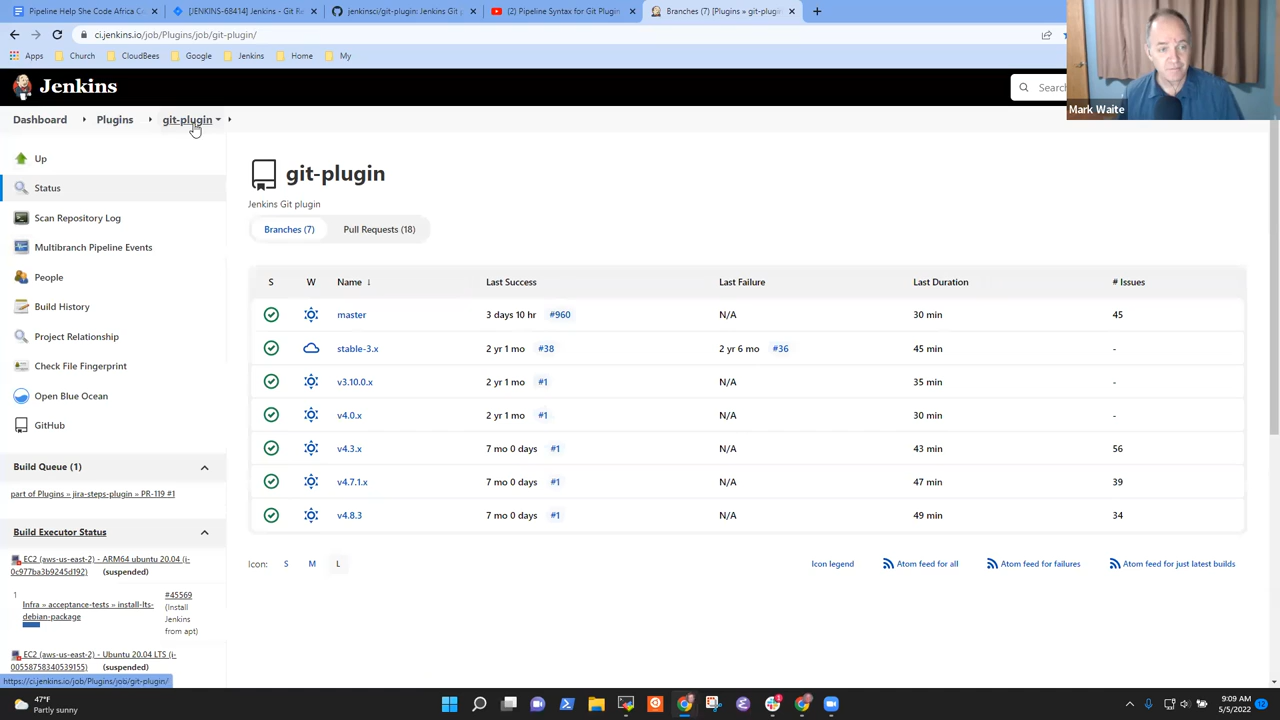 Pipeline Help She Code Africa C
[JENKINS-68414] Jenkins - Git Re
jenkinsci/git-plugin: Jenkins Git
(2) Pipeline Syntax for Git Plugin
Branches (7) [Plugins » git-plugin
ci.jenkins.io/job/Plugins/job/git-plugin/
Apps Church CloudBees Google Jenkins Home My
Jenkins
Search
Mark Waite
Dashboard Plugins git-plugin
Up
Status
Scan Repository Log
Multibranch Pipeline Events
People
Build History
Project Relationship
Check File Fingerprint
Open Blue Ocean
GitHub
Build Queue (1)
part of Plugins » jira-steps-plugin » PR-119 #1
Build Executor Status
EC2 (aws-us-east-2) - ARM64 ubuntu 20.04 (i-
0c977ba3b9245d192) (suspended)
1 Infra » acceptance-tests » install-lts-
debian-package
#45569
(Install
Jenkins
from apt)
EC2 (aws-us-east-2) - Ubuntu 20.04 LTS (i-
00558758340539155) (suspended)
https://ci.jenkins.io/job/Plugins/job/git-plugin/
git-plugin
Jenkins Git plugin
Branches (7) Pull Requests (18)
S W Name ↓ Last Success Last Failure Last Duration # Issues
master 3 days 10 hr #960 N/A 30 min 45
stable-3.x 2 yr 1 mo #38 2 yr 6 mo #36 45 min -
v3.10.0.x 2 yr 1 mo #1 N/A 35 min -
v4.0.x 2 yr 1 mo #1 N/A 30 min -
v4.3.x 7 mo 0 days #1 N/A 43 min 56
v4.7.1.x 7 mo 0 days #1 N/A 47 min 39
v4.8.3 7 mo 0 days #1 N/A 49 min 34
Icon: S M L
Icon legend Atom feed for all Atom feed for failures Atom feed for just latest builds
47°F
Partly sunny
9:09 AM
5/5/2022